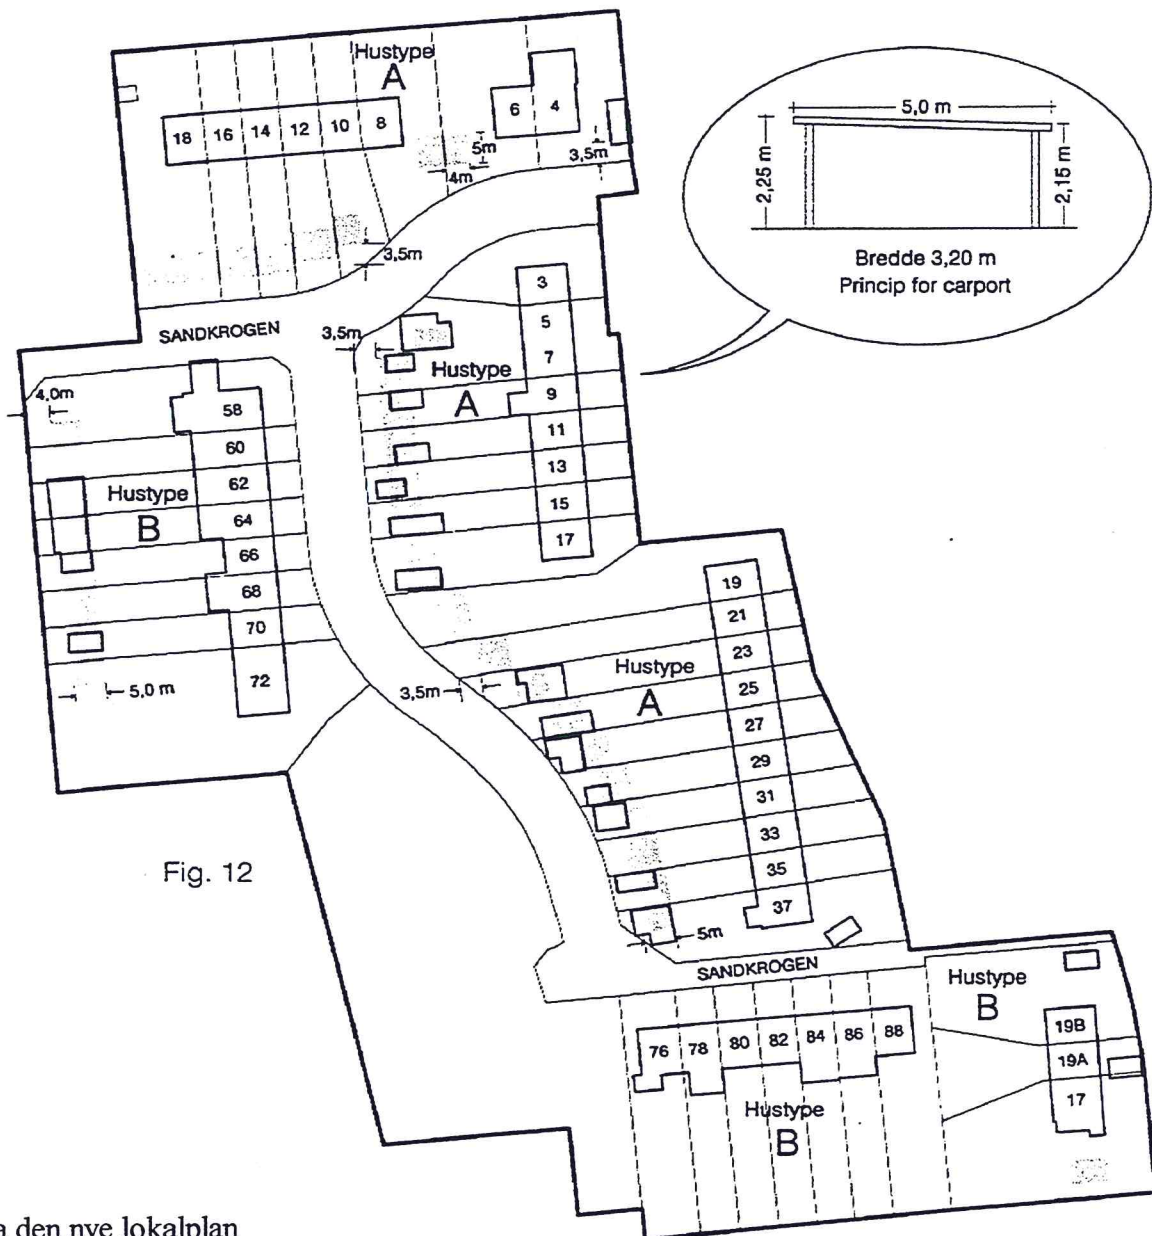 Hustype
A
18 16 14 12 10 8
6 4
5m
3,5m
4m
3,5m
5,0 m
2,25 m
2,15 m
Bredde 3,20 m
Princip for carport
SANDKROGEN
3,5m
3
5
7
9
11
13
15
17
Hustype
A
4,0m
58
60
62
64
66
68
70
72
Hustype
B
5,0 m
3,5m
19
21
23
25
27
29
31
33
35
37
Hustype
A
Fig. 12
5m
SANDKROGEN
Hustype
B
76 78 80 82 84 86 88
19B
19A
17
Hustype
B
den nye lokalplan